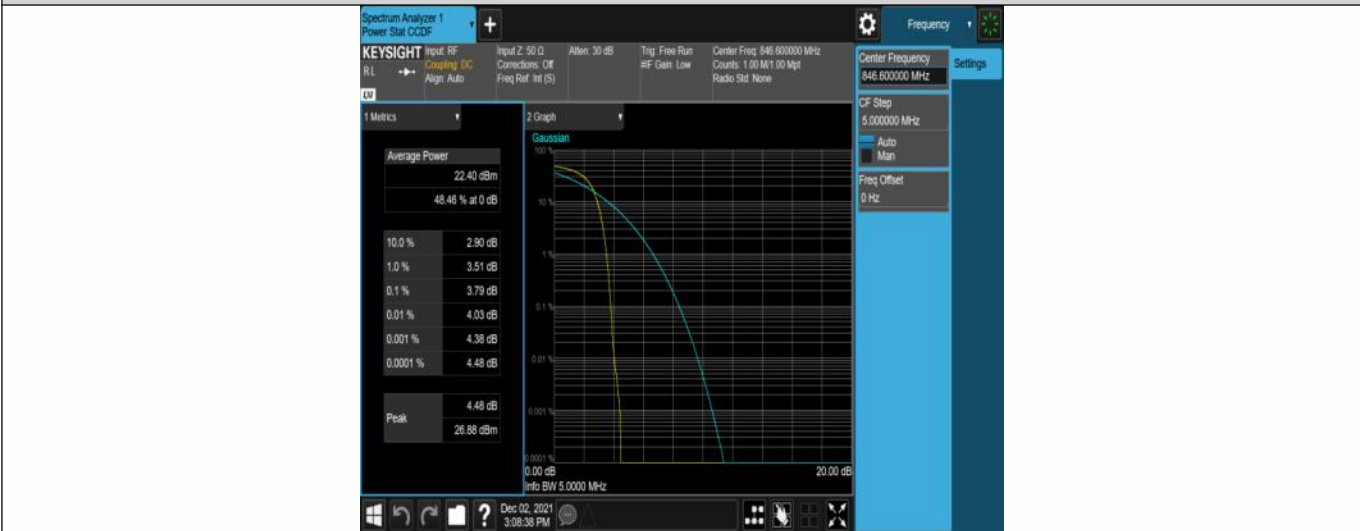 Spectrum Analyzer 1
Power Stat CCDF
Frequency
KEYSIGHT
RL
Input: RF
Coupling: DC
Align: Auto
Input Z: 50 Ω
Corrections: Off
Freq Ref: Int (S)
Atten: 30 dB
Trig: Free Run
#IF Gain: Low
Center Freq: 846.600000 MHz
Counts: 1.00 M/1.00 Mpt
Radio Std: None
Center Frequency
846.600000 MHz
Settings
CF Step
5.000000 MHz
Auto
Man
Freq Offset
0 Hz
1 Metrics
Average Power
22.40 dBm
48.46 % at 0 dB
10.0 % 2.90 dB
1.0 % 3.51 dB
0.1 % 3.79 dB
0.01 % 4.03 dB
0.001 % 4.38 dB
0.0001 % 4.48 dB
Peak
4.48 dB
26.88 dBm
2 Graph
Gaussian
100 %
10 %
1 %
0.1 %
0.01 %
0.001 %
0.0001 %
0.00 dB 20.00 dB
Info BW 5.0000 MHz
?
Dec 02, 2021
3:08:38 PM